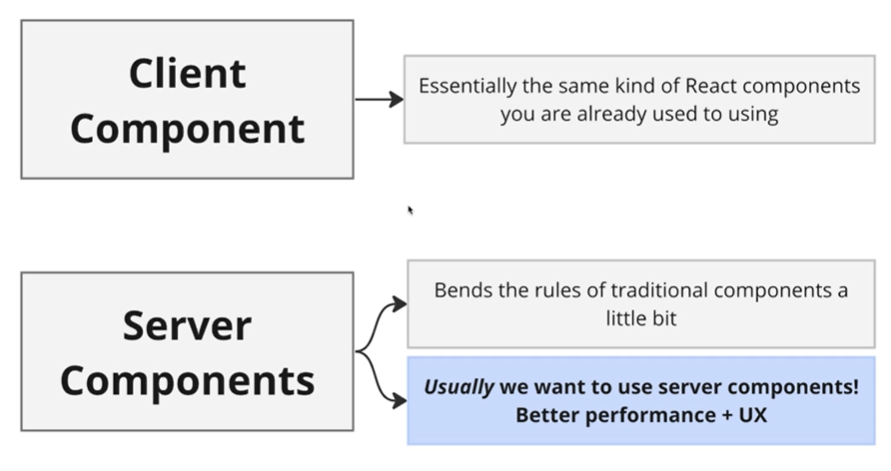 Client
Component
Essentially the same kind of React components
you are already used to using
Server
Components
Bends the rules of traditional components a
little bit
Usually we want to use server components!
Better performance + UX